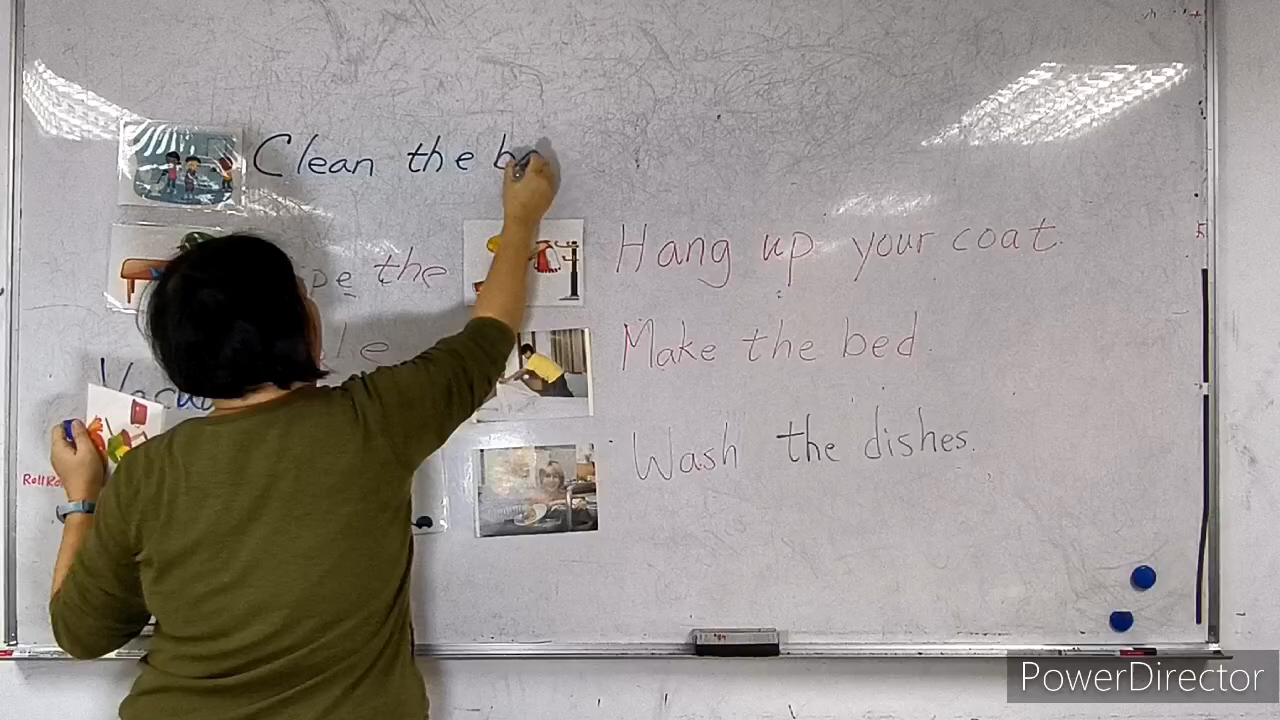 Clean the
the
Hang up your coat.
Make the bed.
Wash the dishes.
PowerDirector